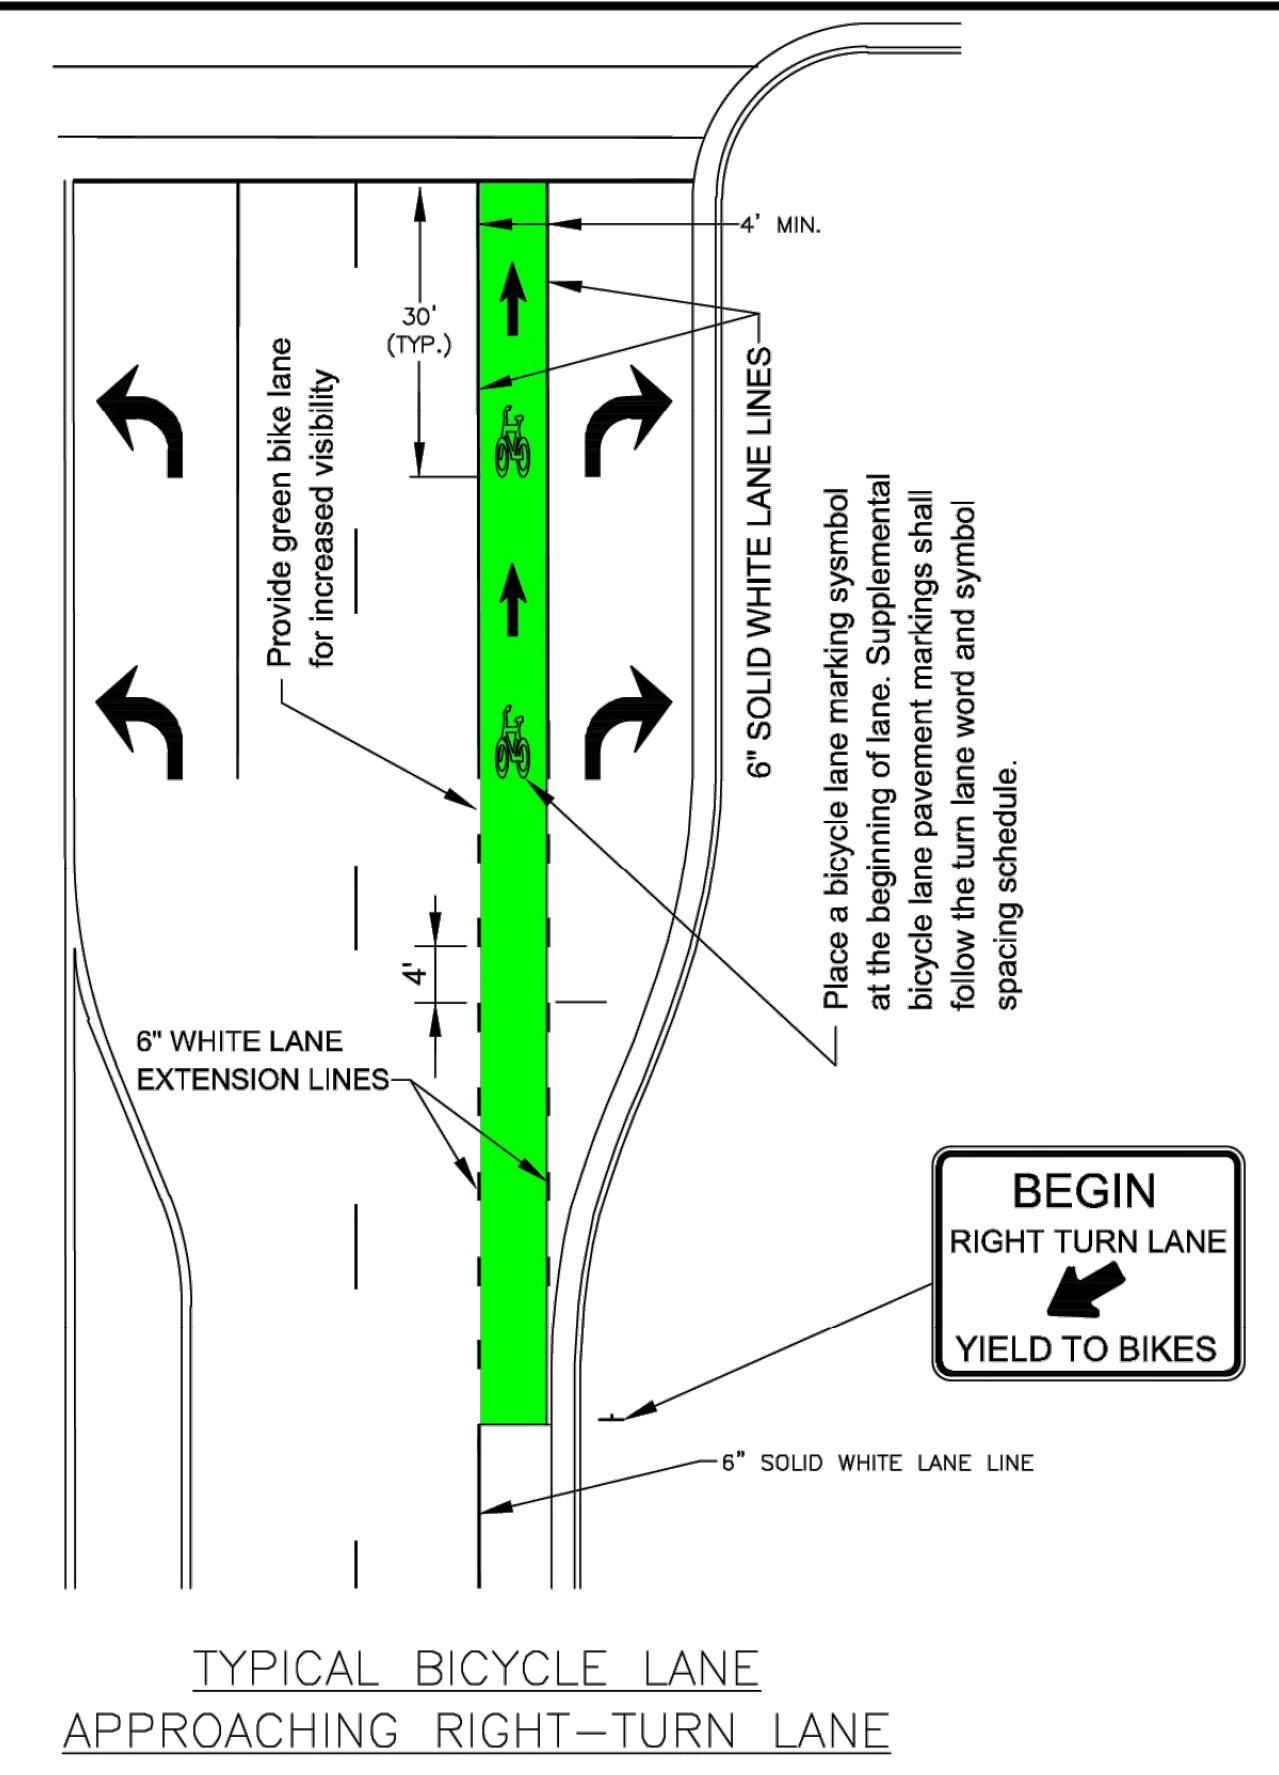 4' MIN.
30'
(TYP.)
Provide green bike lane
for increased visibility
6" SOLID WHITE LANE LINES
Place a bicycle lane marking sysmbol
at the beginning of lane. Supplemental
bicycle lane pavement markings shall
follow the turn lane word and symbol
spacing schedule.
4'
6" WHITE LANE
EXTENSION LINES
BEGIN
RIGHT TURN LANE
YIELD TO BIKES
6" SOLID WHITE LANE LINE
TYPICAL BICYCLE LANE
APPROACHING RIGHT-TURN LANE